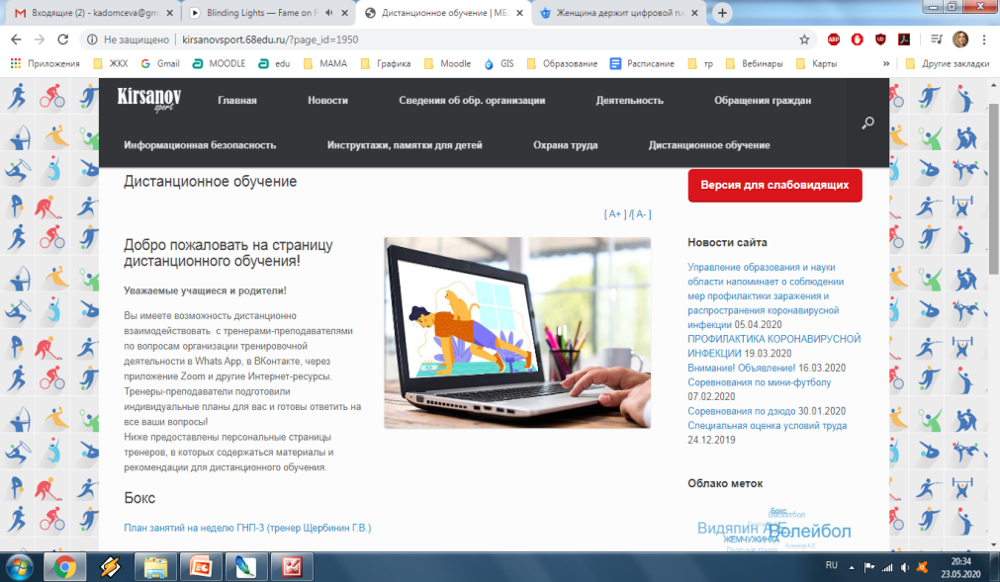 Входящие (2) - kadomceva@gm
Blinding Lights — Fame on F
Дистанционное обучение | МБ
Женщина держит цифровой пл
Не защищено | kirsanovsport.68edu.ru/?page_id=1950
Приложения ЖКХ Gmail MOODLE edu МАМА Графика Moodle GIS Образование Расписание тр Вебинары Карты » Другие закладки
Kirsanov
sport
Главная Новости Сведения об обр. организации Деятельность Обращения граждан
Информационная безопасность Инструктажи, памятки для детей Охрана труда Дистанционное обучение
Дистанционное обучение
[ A+ ] /[ A- ]
Добро пожаловать на страницу
дистанционного обучения!
Уважаемые учащиеся и родители!
Вы имеете возможность дистанционно
взаимодействовать с тренерами-преподавателями
по вопросам организации тренировочной
деятельности в Whats App, в ВКонтакте, через
приложение Zoom и другие Интернет-ресурсы.
Тренеры-преподаватели подготовили
индивидуальные планы для вас и готовы ответить на
все ваши вопросы!
Ниже предоставлены персональные страницы
тренеров, в которых содержаться материалы и
рекомендации для дистанционного обучения.
Бокс
План занятий на неделю ГНП-3 (тренер Щербинин Г.В.)
Версия для слабовидящих
Новости сайта
Управление образования и науки
области напоминает о соблюдении
мер профилактики заражения и
распространения коронавирусной
инфекции 05.04.2020
ПРОФИЛАКТИКА КОРОНАВИРУСНОЙ
ИНФЕКЦИИ 19.03.2020
Внимание! Объявление! 16.03.2020
Соревнования по мини-футболу
07.02.2020
Соревнования по дзюдо 30.01.2020
Специальная оценка условий труда
24.12.2019
Облако меток
Бокс
Баскетбол
Видяпин А.Е
Волейбол
ЖЕМЧУЖИНКА
RU
20:34
23.05.2020